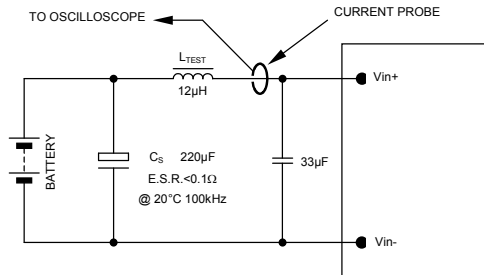 TO OSCILLOSCOPE
CURRENT PROBE
LTEST
12µH
Vin+
BATTERY
CS 220µF
E.S.R.<0.1Ω
@ 20°C 100kHz
33µF
Vin-